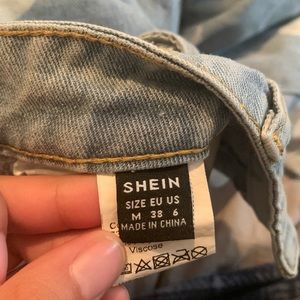 SHEIN
SIZE EU US
M 38 6
MADE IN CHINA
Viscose